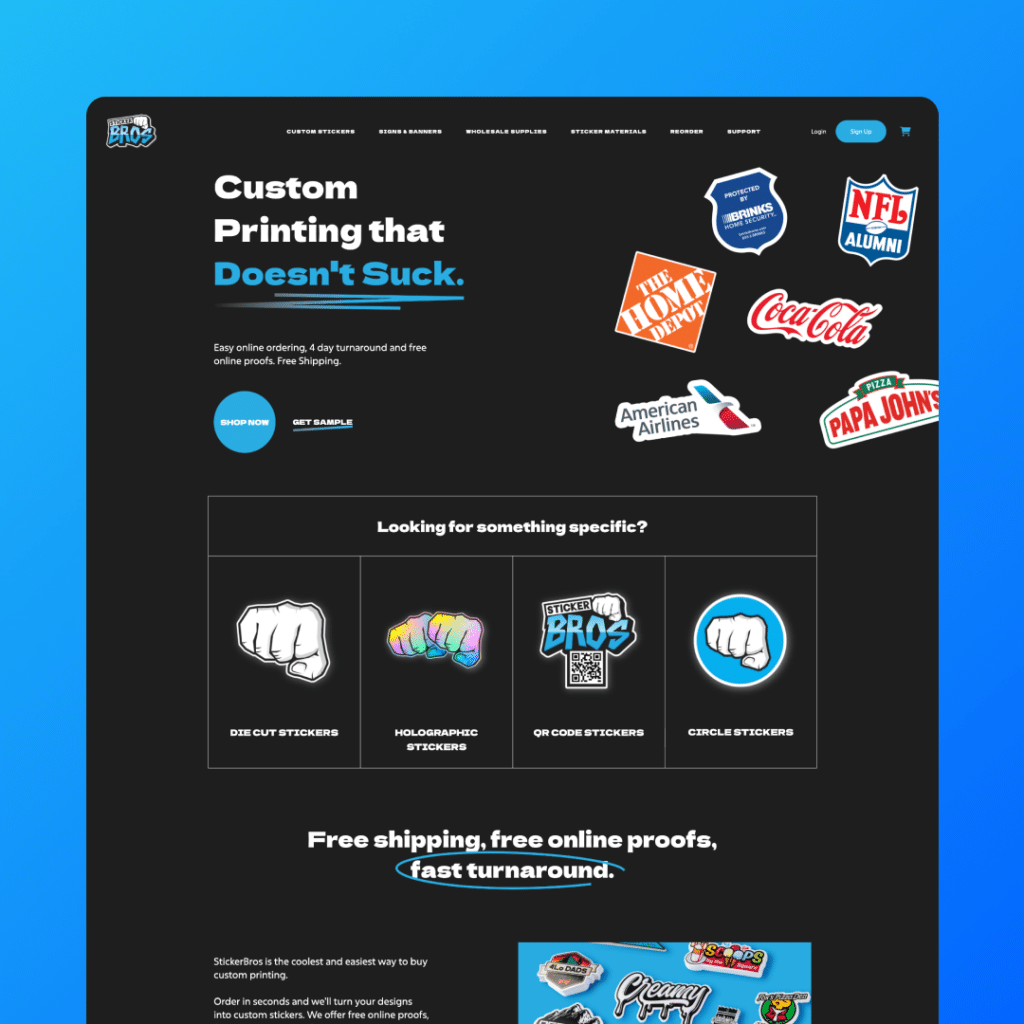 STICKER
BROS
CUSTOM STICKERS
SIGNS & BANNERS
WHOLESALE SUPPLIES
STICKER MATERIALS
REORDER
SUPPORT
Login
Sign Up
Custom
Printing that
Doesn't Suck.
Easy online ordering, 4 day turnaround and free
online proofs. Free Shipping.
SHOP NOW
GET SAMPLE
PROTECTED
BY
BRINKS
HOME SECURITY
NFL
ALUMNI
THE
HOME
DEPOT
Coca-Cola
American
Airlines
PIZZA
PAPA JOHN'S
Looking for something specific?
DIE CUT STICKERS
HOLOGRAPHIC
STICKERS
STICKER
BROS
QR CODE STICKERS
CIRCLE STICKERS
Free shipping, free online proofs,
fast turnaround.
StickerBros is the coolest and easiest way to buy
custom printing.
Order in seconds and we'll turn your designs
into custom stickers. We offer free online proofs,
4Lo DADS
SCOOPS
Square
Creamy